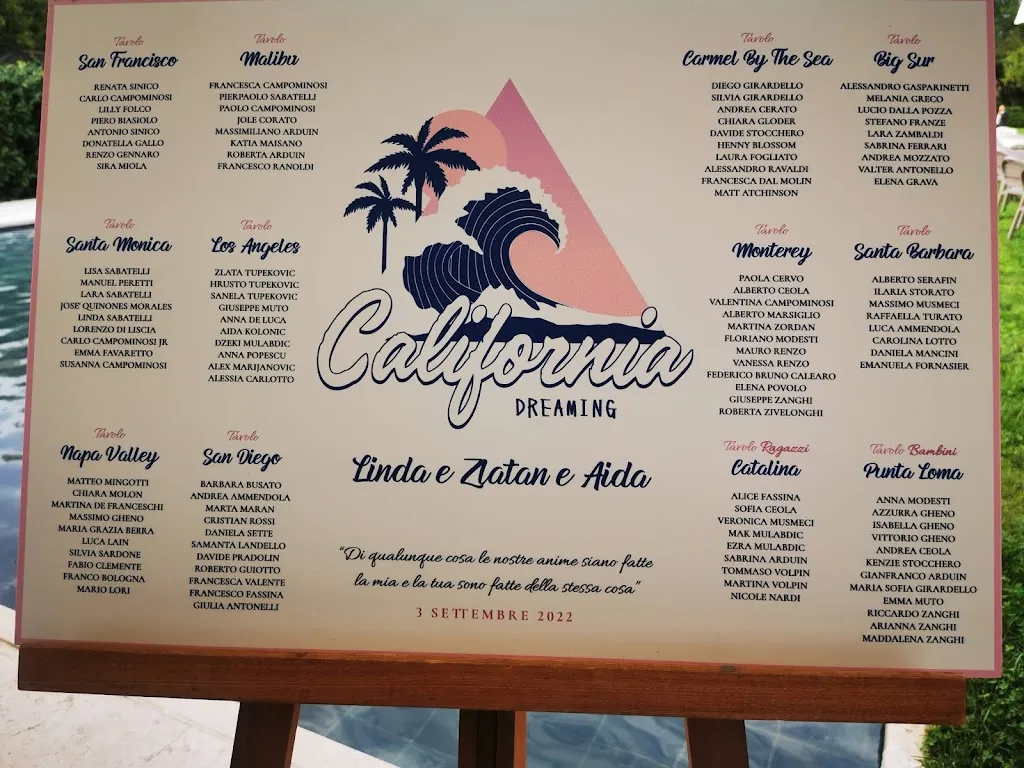 Tavolo
San Francisco
RENATA SINICO
CARLO CAMPOMINOSI
LILLY FOLCO
PIERO BIASIOLO
ANTONIO SINICO
DONATELLA GALLO
RENZO GENNARO
SIRA MIOLA
Tavolo
Malibu
FRANCESCA CAMPOMINOSI
PIERPAOLO SABATELLI
PAOLO CAMPOMINOSI
JOLE CORATO
MASSIMILIANO ARDUIN
KATIA MAISANO
ROBERTA ARDUIN
FRANCESCO RANOLDI
Tavolo
Carmel By The Sea
DIEGO GIRARDELLO
SILVIA GIRARDELLO
ANDREA CERATO
CHIARA GLODER
DAVIDE STOCCHERO
HENNY BLOSSOM
LAURA FOGLIATO
ALESSANDRO RAVALDI
FRANCESCA DAL MOLIN
MATT ATCHINSON
Tavolo
Big Sur
ALESSANDRO GASPARINETTI
MELANIA GRECO
LUCIO DALLA POZZA
STEFANO FRANZE
LARA ZAMBALDI
SABRINA FERRARI
ANDREA MOZZATO
VALTER ANTONELLO
ELENA GRAVA
Tavolo
Santa Monica
LISA SABATELLI
MANUEL PERETTI
LARA SABATELLI
JOSE' QUINONES MORALES
LINDA SABATELLI
LORENZO DI LISCIA
CARLO CAMPOMINOSI JR
EMMA FAVARETTO
SUSANNA CAMPOMINOSI
Tavolo
Los Angeles
ZLATA TUPEKOVIC
HRUSTO TUPEKOVIC
SANELA TUPEKOVIC
GIUSEPPE MUTO
ANNA DE LUCA
AIDA KOLONIC
DZEKI MULABDIC
ANNA POPESCU
ALEX MARIJANOVIC
ALESSIA CARLOTTO
California
DREAMING
Tavolo
Monterey
PAOLA CERVO
ALBERTO CEOLA
VALENTINA CAMPOMINOSI
ALBERTO MARSIGLIO
MARTINA ZORDAN
FLORIANO MODESTI
MAURO RENZO
VANESSA RENZO
FEDERICO BRUNO CALEARO
ELENA POVOLO
GIUSEPPE ZANGHI
ROBERTA ZIVELONGHI
Tavolo
Santa Barbara
ALBERTO SERAFIN
ILARIA STORATO
MASSIMO MUSMECI
RAFFAELLA TURATO
LUCA AMMENDOLA
CAROLINA LOTTO
DANIELA MANCINI
EMANUELA FORNASIER
Tavolo
Napa Valley
MATTEO MINGOTTI
CHIARA MOLON
MARTINA DE FRANCESCHI
MASSIMO GHENO
MARIA GRAZIA BERRA
LUCA LAIN
SILVIA SARDONE
FABIO CLEMENTE
FRANCO BOLOGNA
MARIO LORI
Tavolo
San Diego
BARBARA BUSATO
ANDREA AMMENDOLA
MARTA MARAN
CRISTIAN ROSSI
DANIELA SETTE
SAMANTA LANDELLO
DAVIDE PRADOLIN
ROBERTO GUIOTTO
FRANCESCA VALENTE
FRANCESCO FASSINA
GIULIA ANTONELLI
Linda e Zlatan e Aida
"Di qualunque cosa le nostre anime siano fatte
la mia e la tua sono fatte della stessa cosa"
3 SETTEMBRE 2022
Tavolo Ragazzi
Catalina
ALICE FASSINA
SOFIA CEOLA
VERONICA MUSMECI
MAK MULABDIC
EZRA MULABDIC
SABRINA ARDUIN
TOMMASO VOLPIN
MARTINA VOLPIN
NICOLE NARDI
Tavolo Bambini
Punta Loma
ANNA MODESTI
AZZURRA GHENO
ISABELLA GHENO
VITTORIO GHENO
ANDREA CEOLA
KENZIE STOCCHERO
GIANFRANCO ARDUIN
MARIA SOFIA GIRARDELLO
EMMA MUTO
RICCARDO ZANGHI
ARIANNA ZANGHI
MADDALENA ZANGHI